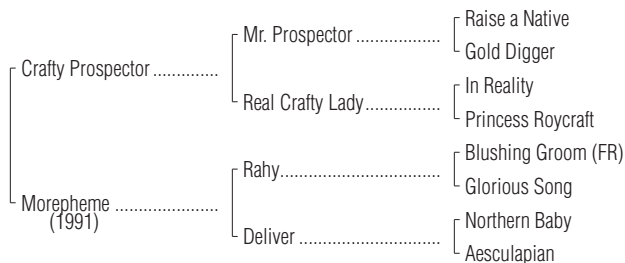 Raise a Native
Mr. Prospector ...................
Gold Digger
Crafty Prospector ..............
In Reality
Real Crafty Lady .................
Princess Roycraft
Blushing Groom (FR)
Rahy ....................................
Glorious Song
Morepheme ......................
(1991)
Northern Baby
Deliver ................................
Aesculapian